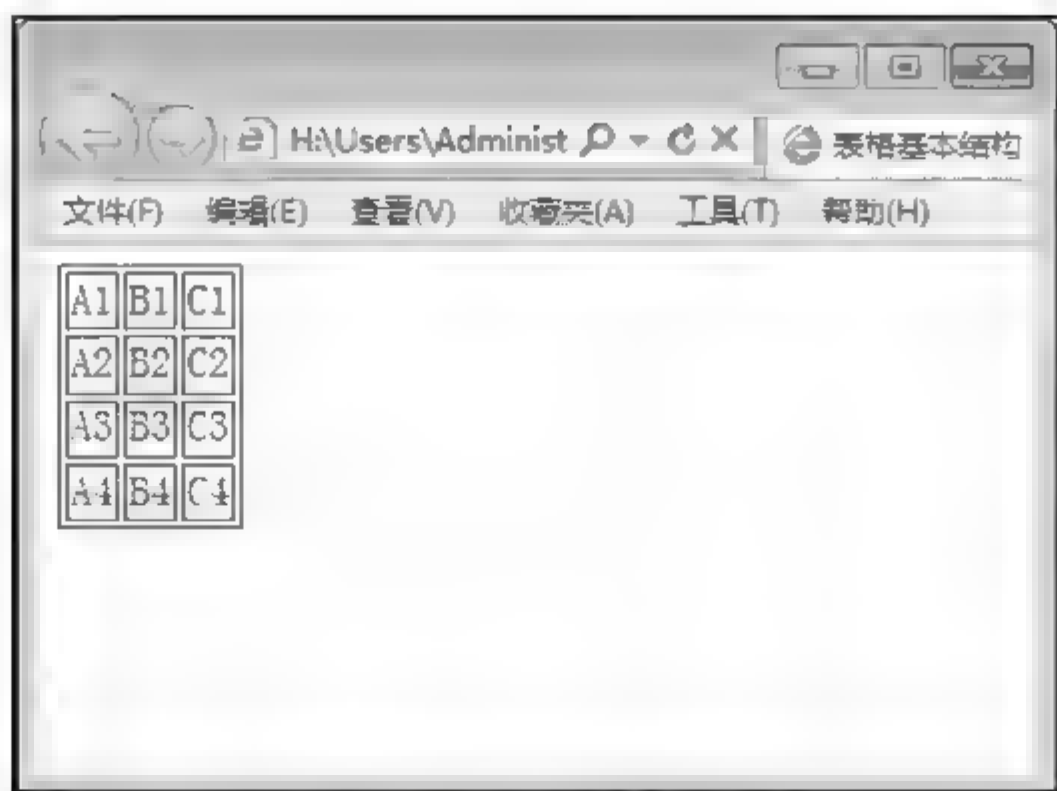 H:\Users\Administ 表格基本结构
文件(F) 编辑(E) 查看(V) 收藏夹(A) 工具(T) 帮助(H)
A1 B1 C1
A2 B2 C2
A3 B3 C3
A4 B4 C4